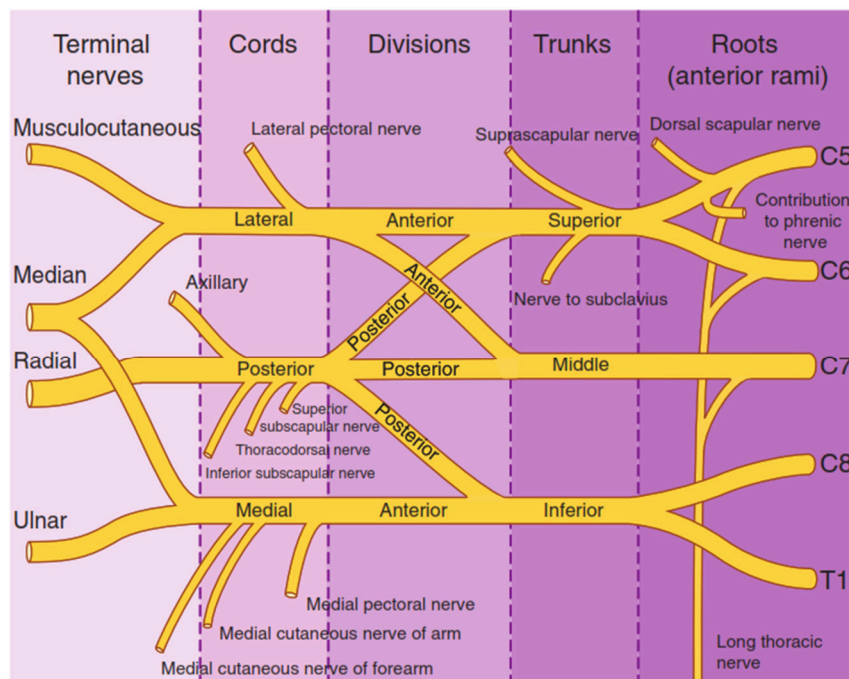 Terminal
nerves
Cords
Divisions
Trunks
Roots
(anterior rami)
Musculocutaneous
Lateral pectoral nerve
Suprascapular nerve
Dorsal scapular nerve
C5
Contribution
to phrenic
nerve
Lateral
Anterior
Superior
C6
Median
Axillary
Anterior
Posterior
Nerve to subclavius
Radial
Posterior
Posterior
Middle
C7
Superior
subscapular nerve
Thoracodorsal nerve
Inferior subscapular nerve
Posterior
C8
Ulnar
Medial
Anterior
Inferior
T1
Medial pectoral nerve
Medial cutaneous nerve of arm
Medial cutaneous nerve of forearm
Long thoracic
nerve